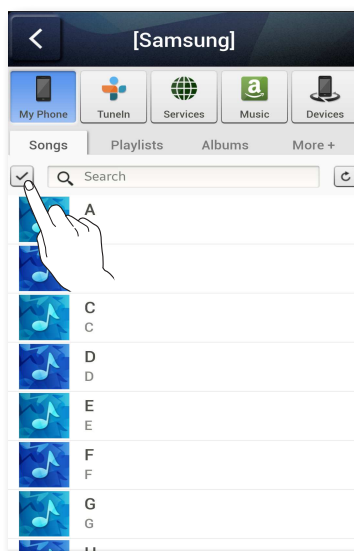 [Samsung]
My Phone TuneIn Services Music Devices
Songs Playlists Albums More +
Search
A
C
C
D
D
E
E
F
F
G
G